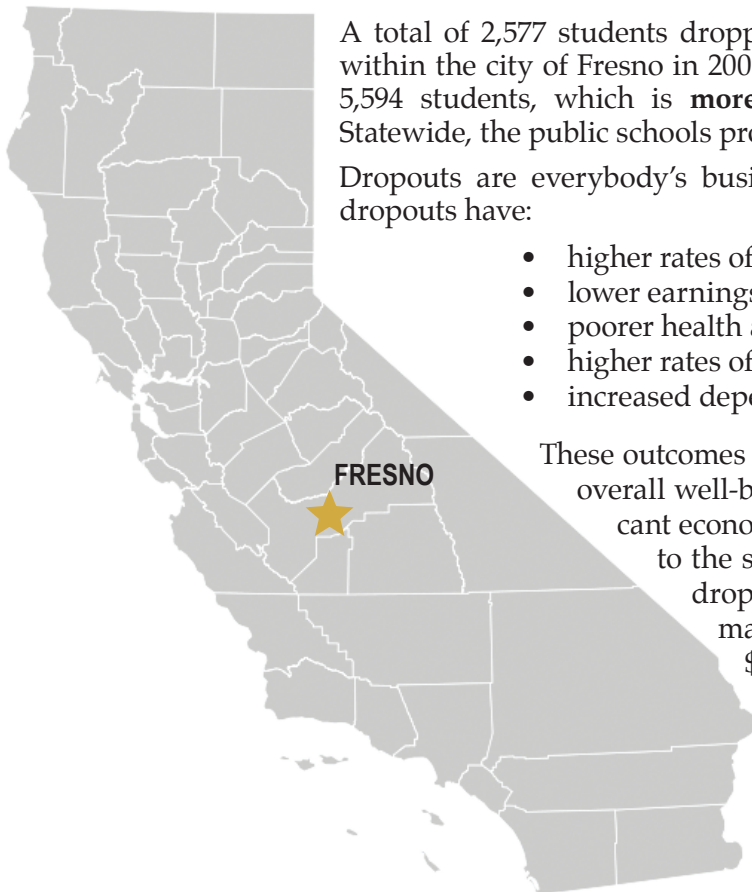 A total of 2,577 students dropp
within the city of Fresno in 200
5,594 students, which is more
Statewide, the public schools pro
Dropouts are everybody's busi
dropouts have:
• higher rates of
• lower earnings
• poorer health a
• higher rates of
• increased depe
These outcomes
overall well-b
cant econo
to the s
drop
ma
$
FRESNO